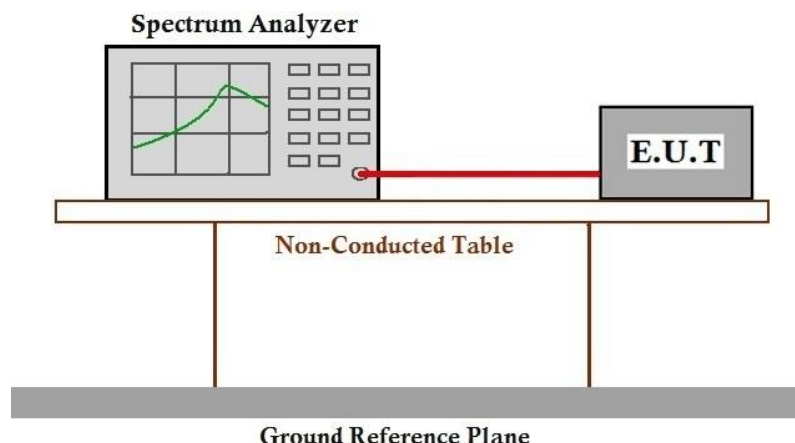 Spectrum Analyzer
E.U.T
Non-Conducted Table
Ground Reference Plane